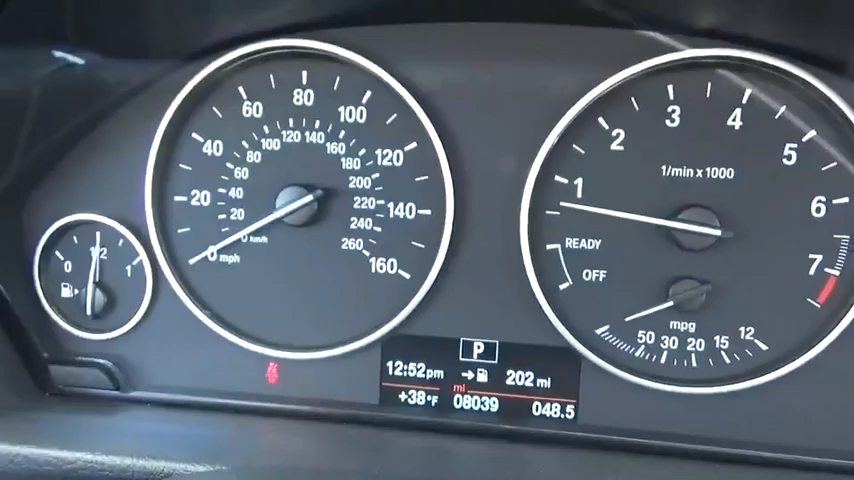 0 1/2 1
0 20 40 60 80 100 120 140 160
mph
0 20 40 60 80 100 120 140 160 180 200 220 240 260
km/h
1 2 3 4 5 6 7
1/min x 1000
READY
OFF
mpg
50 30 20 15 12
P
12:52pm 202 mi
mi
+38°F 08039 048.5